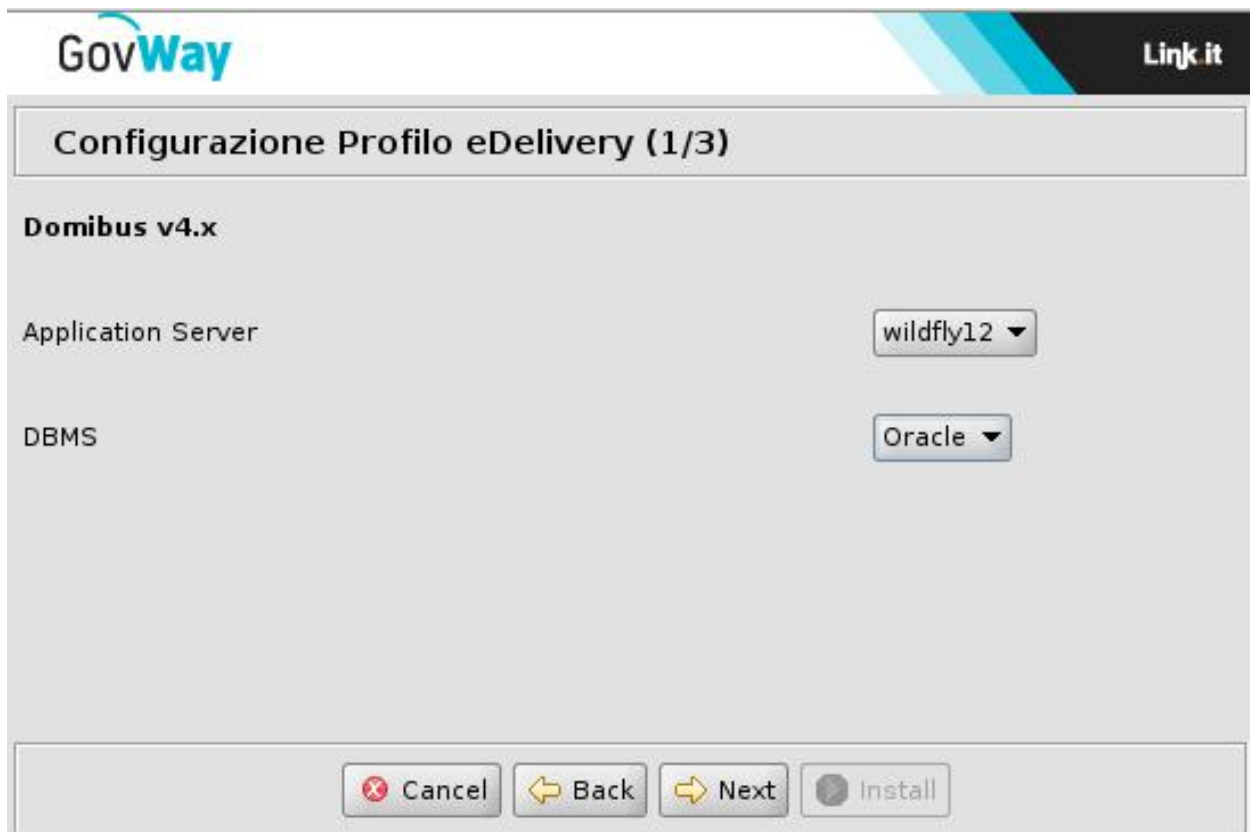 GovWay
Link.it
Configurazione Profilo eDelivery (1/3)
Domibus v4.x
Application Server
wildfly12
DBMS
Oracle
Cancel
Back
Next
Install